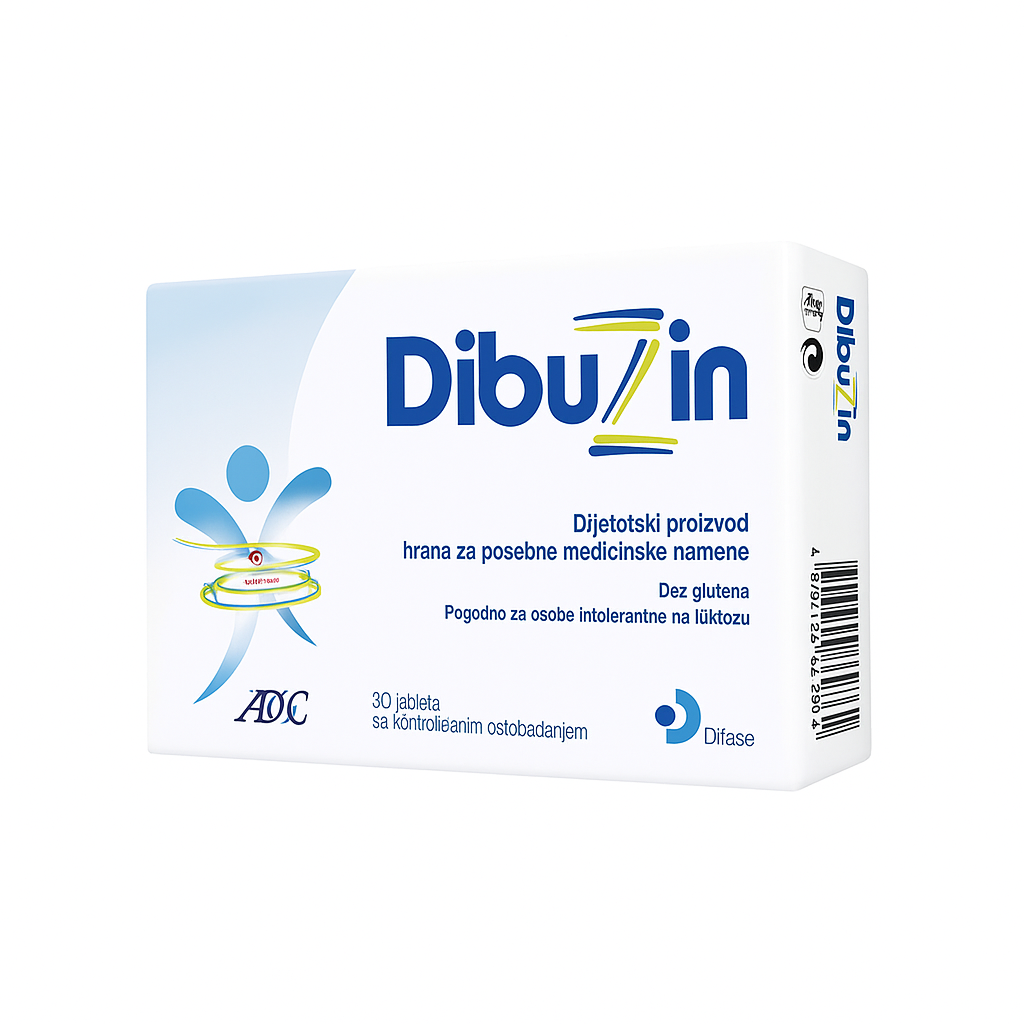 DibuZin
Dijetotski proizvod
hrana za posebne medicinske namene
Dez glutena
Pogodno za osobe intolerantne na lüktozu
30 jableta
sa ostobadanjem
ADC
Difase
DibuZin